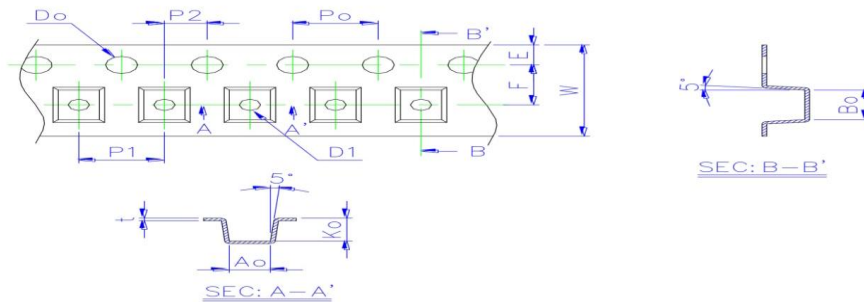 Do
P2
Po
B'
E
F
W
A
A'
P1
D1
B
5°
Bo
SEC: B-B'
5°
t
Ko
Ao
SEC: A-A'